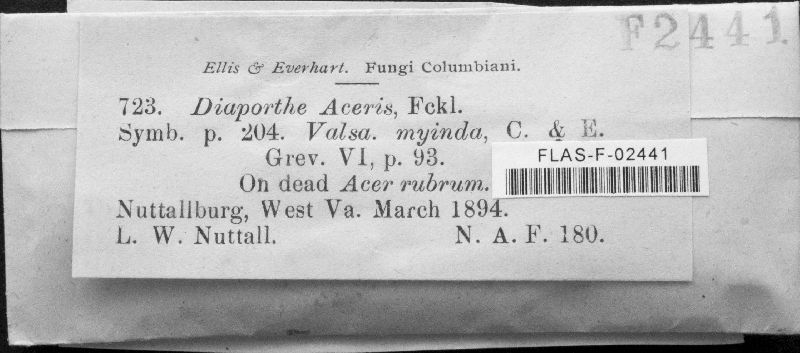 F2441.
Ellis & Everhart. Fungi Columbiani.
723. Diaporthe Aceris, Fckl.
Symb. p. 204. Valsa. myinda, C. & E.
Grev. VI, p. 93.
FLAS-F-02441
On dead Acer rubrum.
Nuttallburg, West Va. March 1894.
L. W. Nuttall. N. A. F. 180.